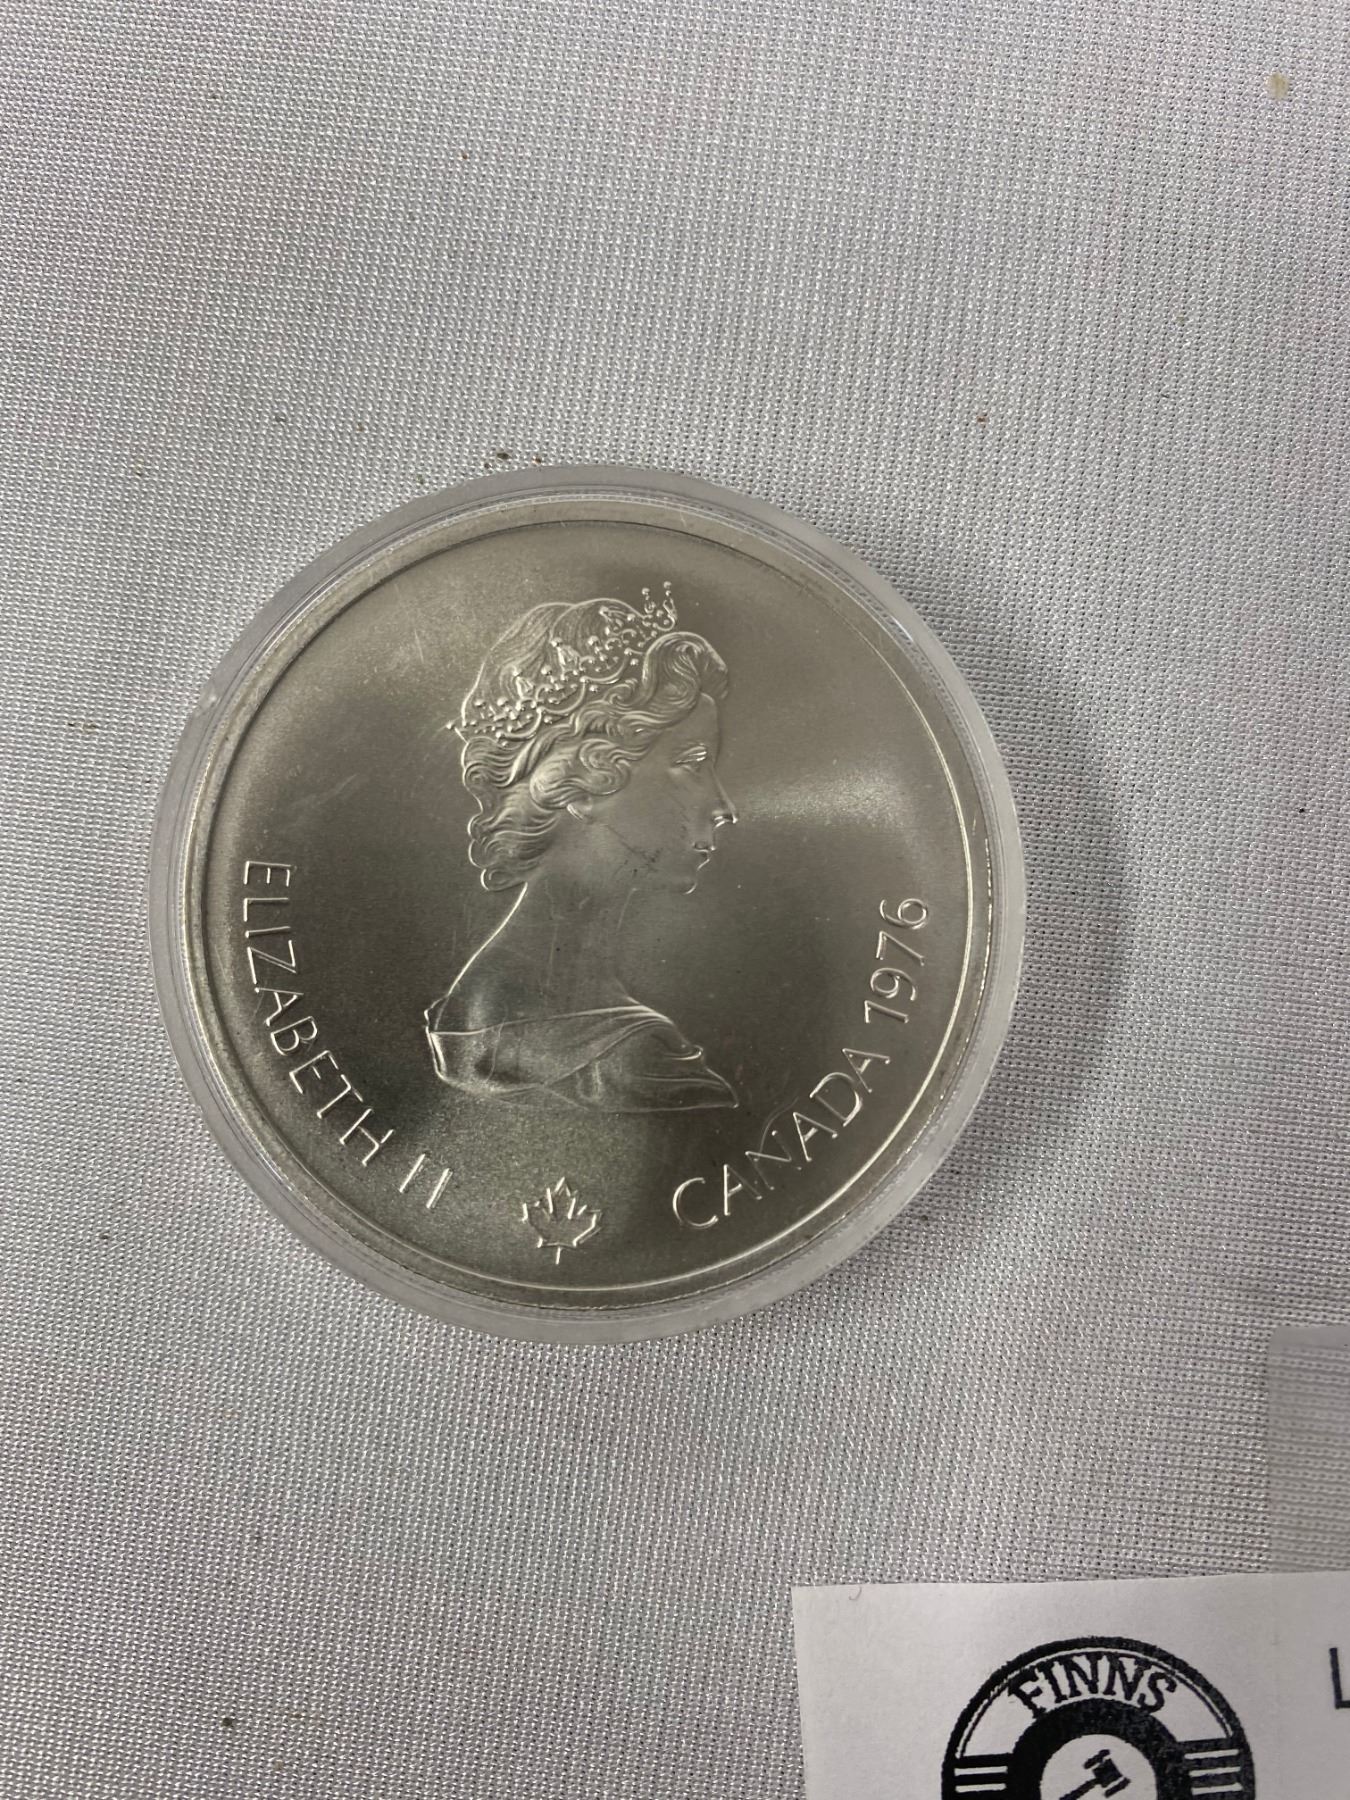 ELIZABETH II
CANADA 1976
FINNS
L